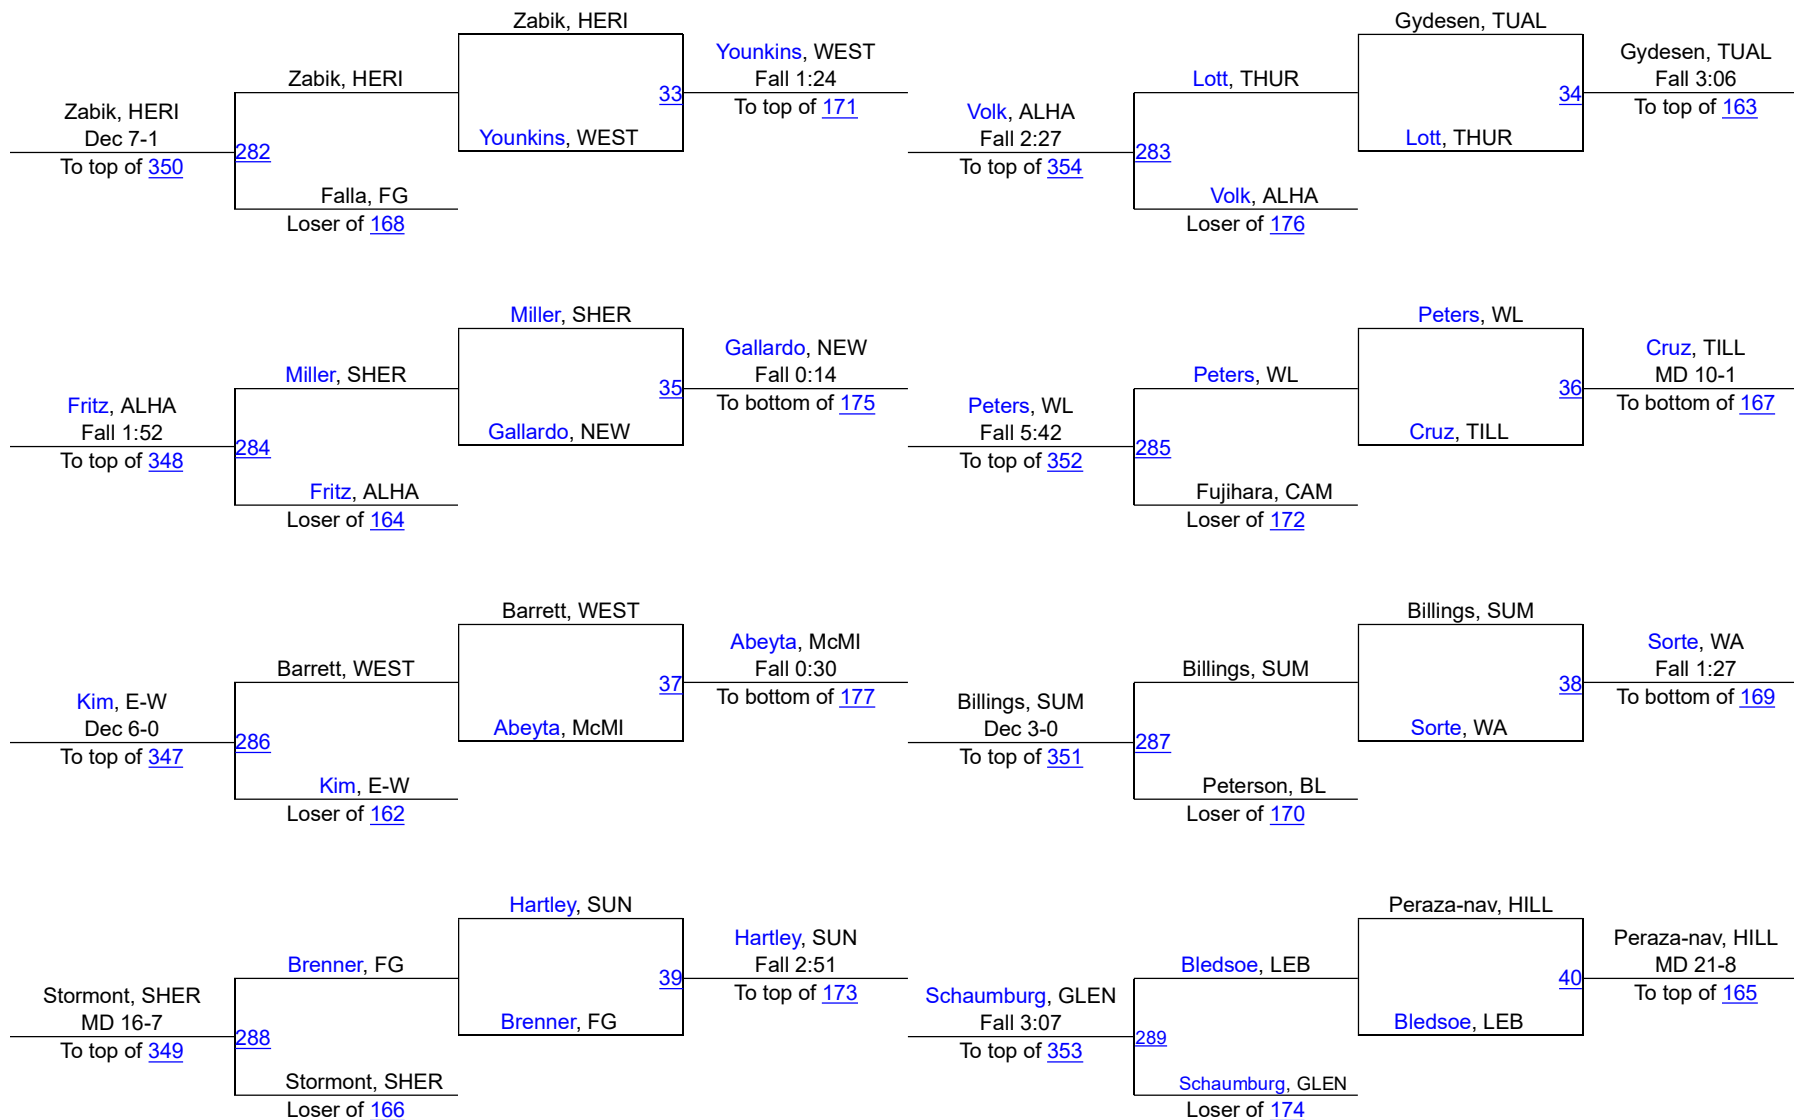 Zabik, HERI
Younkins, WEST
Fall 1:24
33
To top of 171
Zabik, HERI
Younkins, WEST
Zabik, HERI
Dec 7-1
282
To top of 350
Falla, FG
Loser of 168
Gydesen, TUAL
Gydesen, TUAL
Fall 3:06
34
To top of 163
Lott, THUR
Lott, THUR
Volk, ALHA
Fall 2:27
283
To top of 354
Volk, ALHA
Loser of 176
Miller, SHER
Gallardo, NEW
Fall 0:14
35
To bottom of 175
Miller, SHER
Gallardo, NEW
Fritz, ALHA
Fall 1:52
284
To top of 348
Fritz, ALHA
Loser of 164
Peters, WL
Cruz, TILL
MD 10-1
36
To bottom of 167
Peters, WL
Cruz, TILL
Peters, WL
Fall 5:42
285
To top of 352
Fujihara, CAM
Loser of 172
Barrett, WEST
Abeyta, McMI
Fall 0:30
37
To bottom of 177
Barrett, WEST
Abeyta, McMI
Kim, E-W
Dec 6-0
286
To top of 347
Kim, E-W
Loser of 162
Billings, SUM
Sorte, WA
Fall 1:27
38
To bottom of 169
Billings, SUM
Sorte, WA
Billings, SUM
Dec 3-0
287
To top of 351
Peterson, BL
Loser of 170
Hartley, SUN
Hartley, SUN
Fall 2:51
39
To top of 173
Brenner, FG
Brenner, FG
Stormont, SHER
MD 16-7
288
To top of 349
Stormont, SHER
Loser of 166
Peraza-nav, HILL
Peraza-nav, HILL
MD 21-8
40
To top of 165
Bledsoe, LEB
Bledsoe, LEB
Schaumburg, GLEN
Fall 3:07
289
To top of 353
Schaumburg, GLEN
Loser of 174